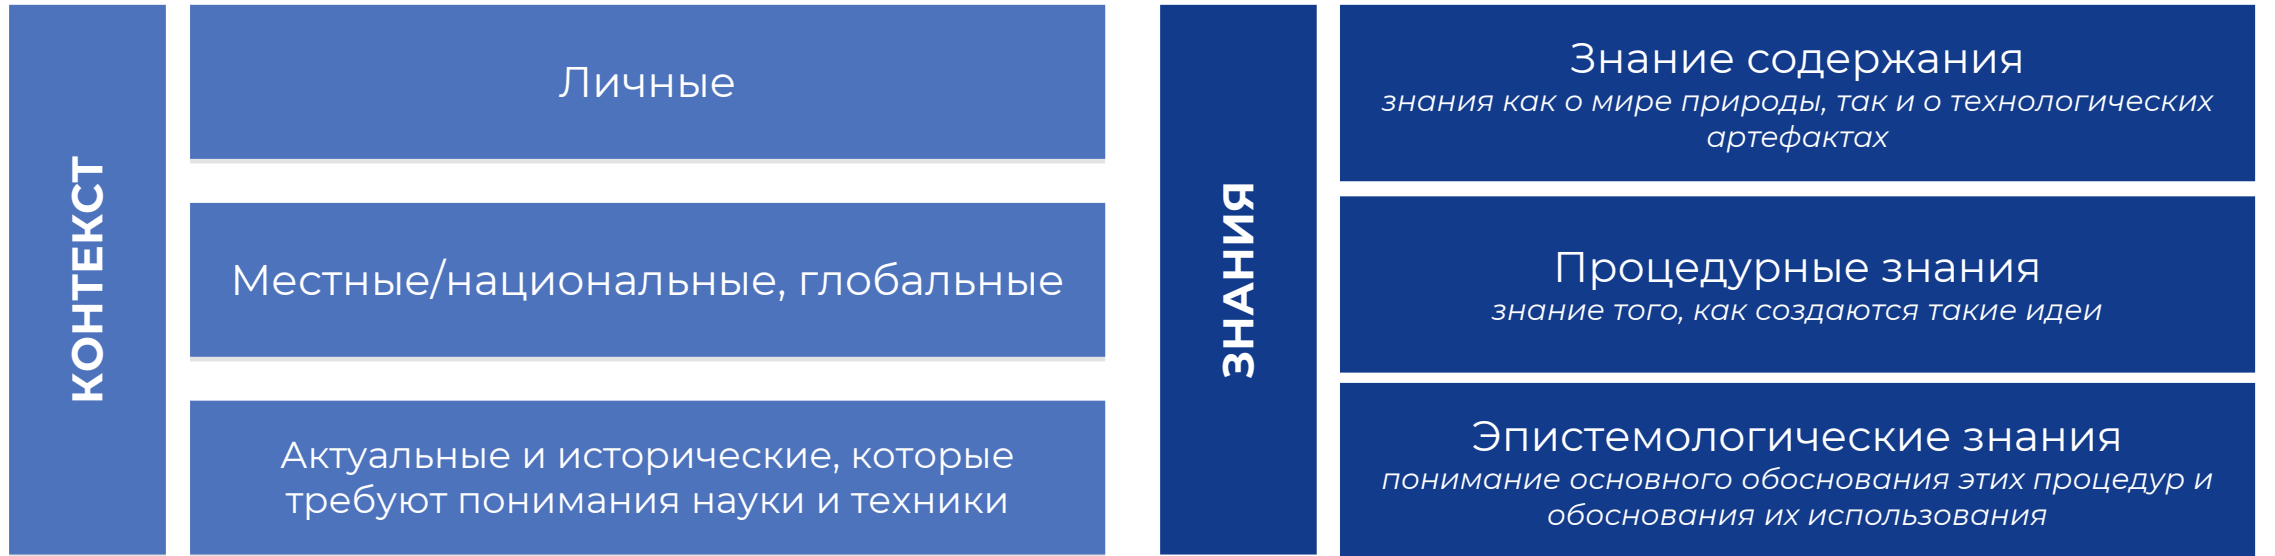 КОНТЕКСТ
Личные
Местные/национальные, глобальные
Актуальные и исторические, которые
требуют понимания науки и техники
ЗНАНИЯ
Знание содержания
знания как о мире природы, так и о технологических
артефактах
Процедурные знания
знание того, как создаются такие идеи
Эпистемологические знания
понимание основного обоснования этих процедур и
обоснования их использования